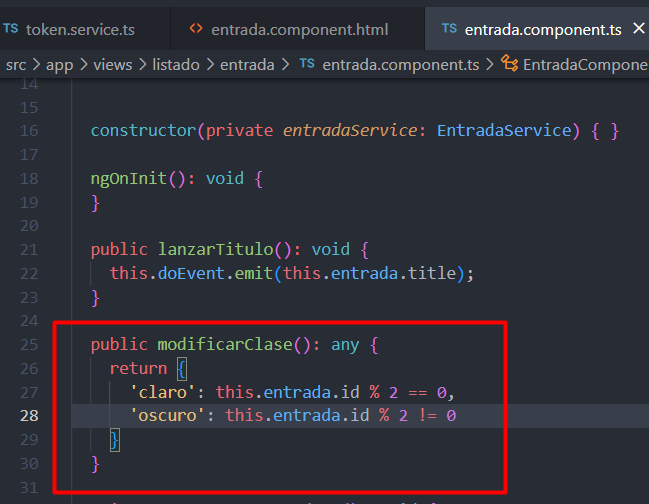 token.service.ts entrada.component.html entrada.component.ts
src > app > views > listado > entrada > TS entrada.component.ts > EntradaCompone
14
15
16 constructor(private entradaService: EntradaService) { }
17
18 ngOnInit(): void {
19 }
20
21 public lanzarTitulo(): void {
22 this.doEvent.emit(this.entrada.title);
23 }
24
25 public modificarClase(): any {
26 return {
27 'claro': this.entrada.id % 2 == 0,
28 'oscuro': this.entrada.id % 2 != 0
29 }
30 }
31